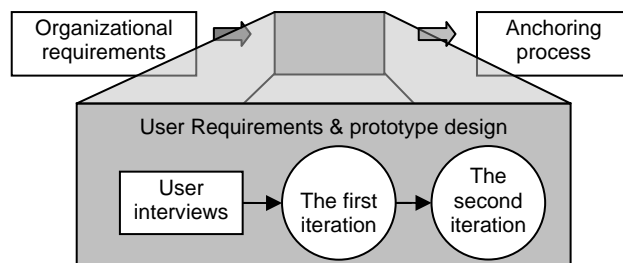 Organizational
requirements
Anchoring
process
User Requirements & prototype design
User
interviews
The first
iteration
The
second
iteration